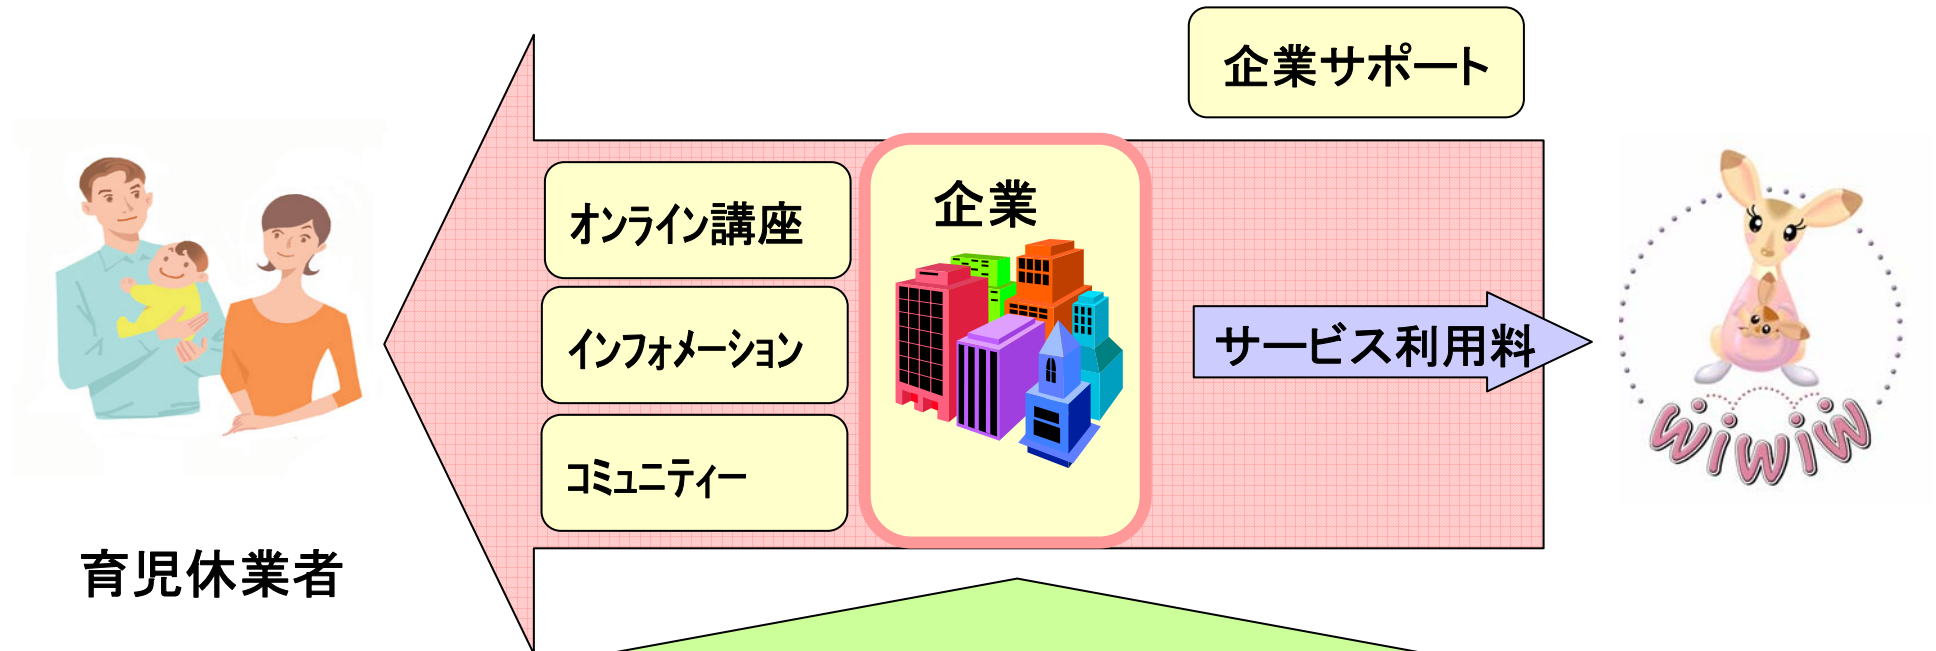 企業サポート
企業
オンライン講座
インフォメーション
コミュニティー
サービス利用料
wiwiw
育児休業者